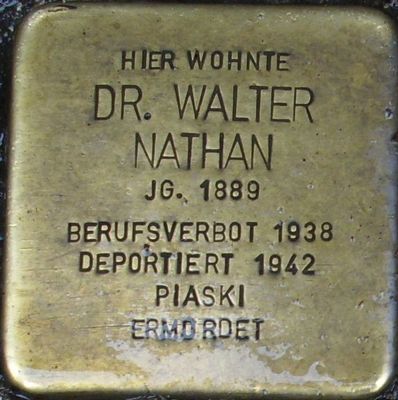 HIER WOHNTE
DR. WALTER
NATHAN
JG. 1889
BERUFSVERBOT 1938
DEPORTIERT 1942
PIASKI
ERMORDET